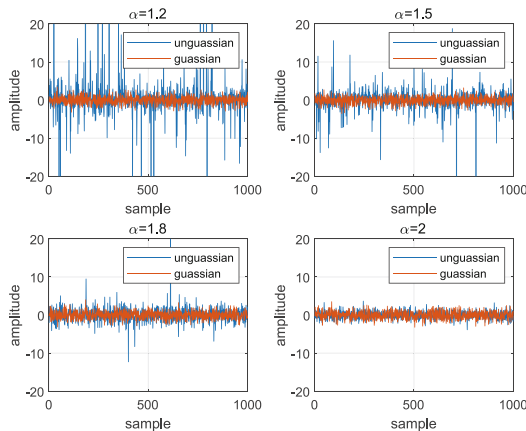 α=1.2
20
10
0
-10
-20
amplitude
unguassian
guassian
0 500 1000
sample
α=1.5
20
10
0
-10
-20
amplitude
unguassian
guassian
0 500 1000
sample
α=1.8
20
10
0
-10
-20
amplitude
unguassian
guassian
0 500 1000
sample
α=2
20
10
0
-10
-20
amplitude
unguassian
guassian
0 500 1000
sample